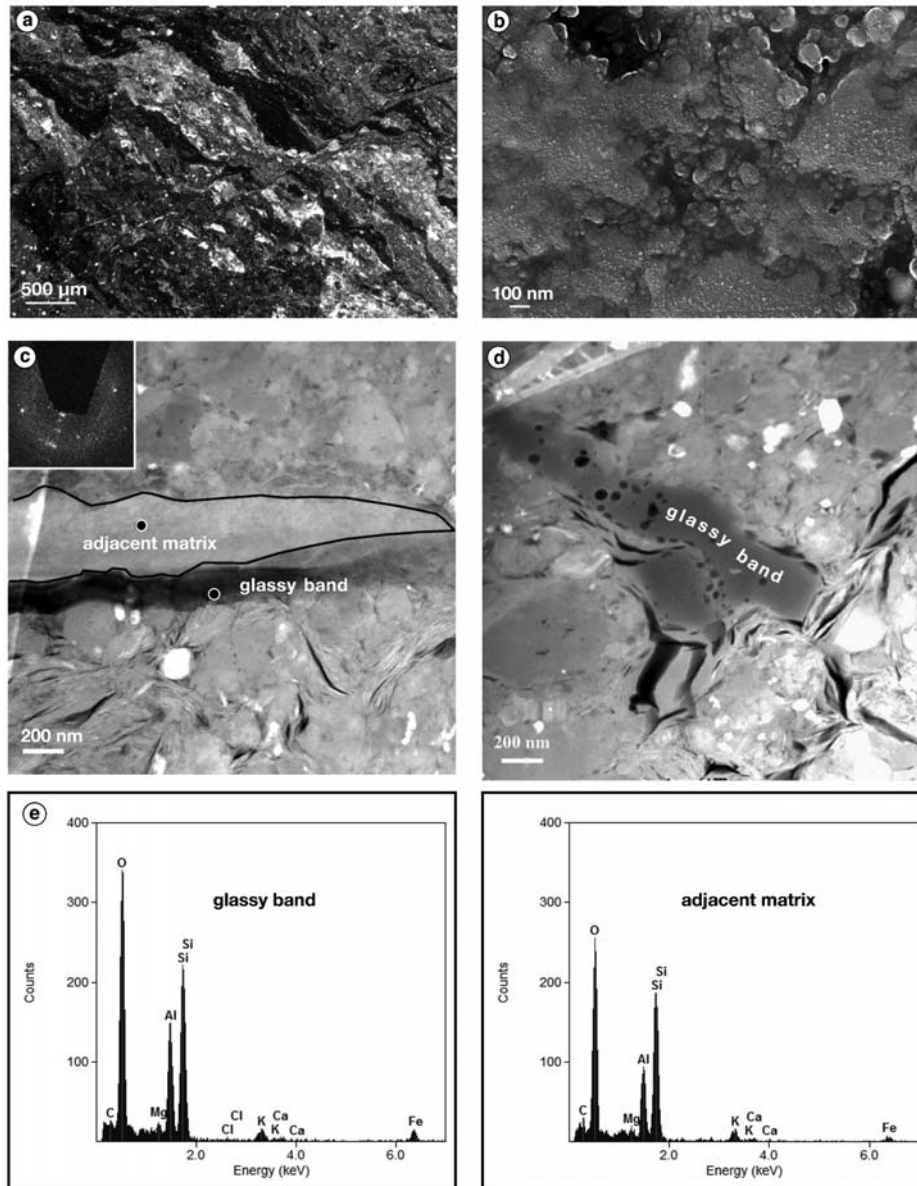 a
500 µm
b
100 nm
c
adjacent matrix
glassy band
200 nm
d
glassy band
200 nm
e
400
300
200
100
Counts
O
Si
Si
Al
C
Mg
Cl
Cl
K
Ca
K
Ca
Fe
glassy band
2.0
4.0
6.0
Energy (keV)
400
300
200
100
Counts
O
Si
Si
Al
C
Mg
K
Ca
K
Ca
Fe
adjacent matrix
2.0
4.0
6.0
Energy (keV)